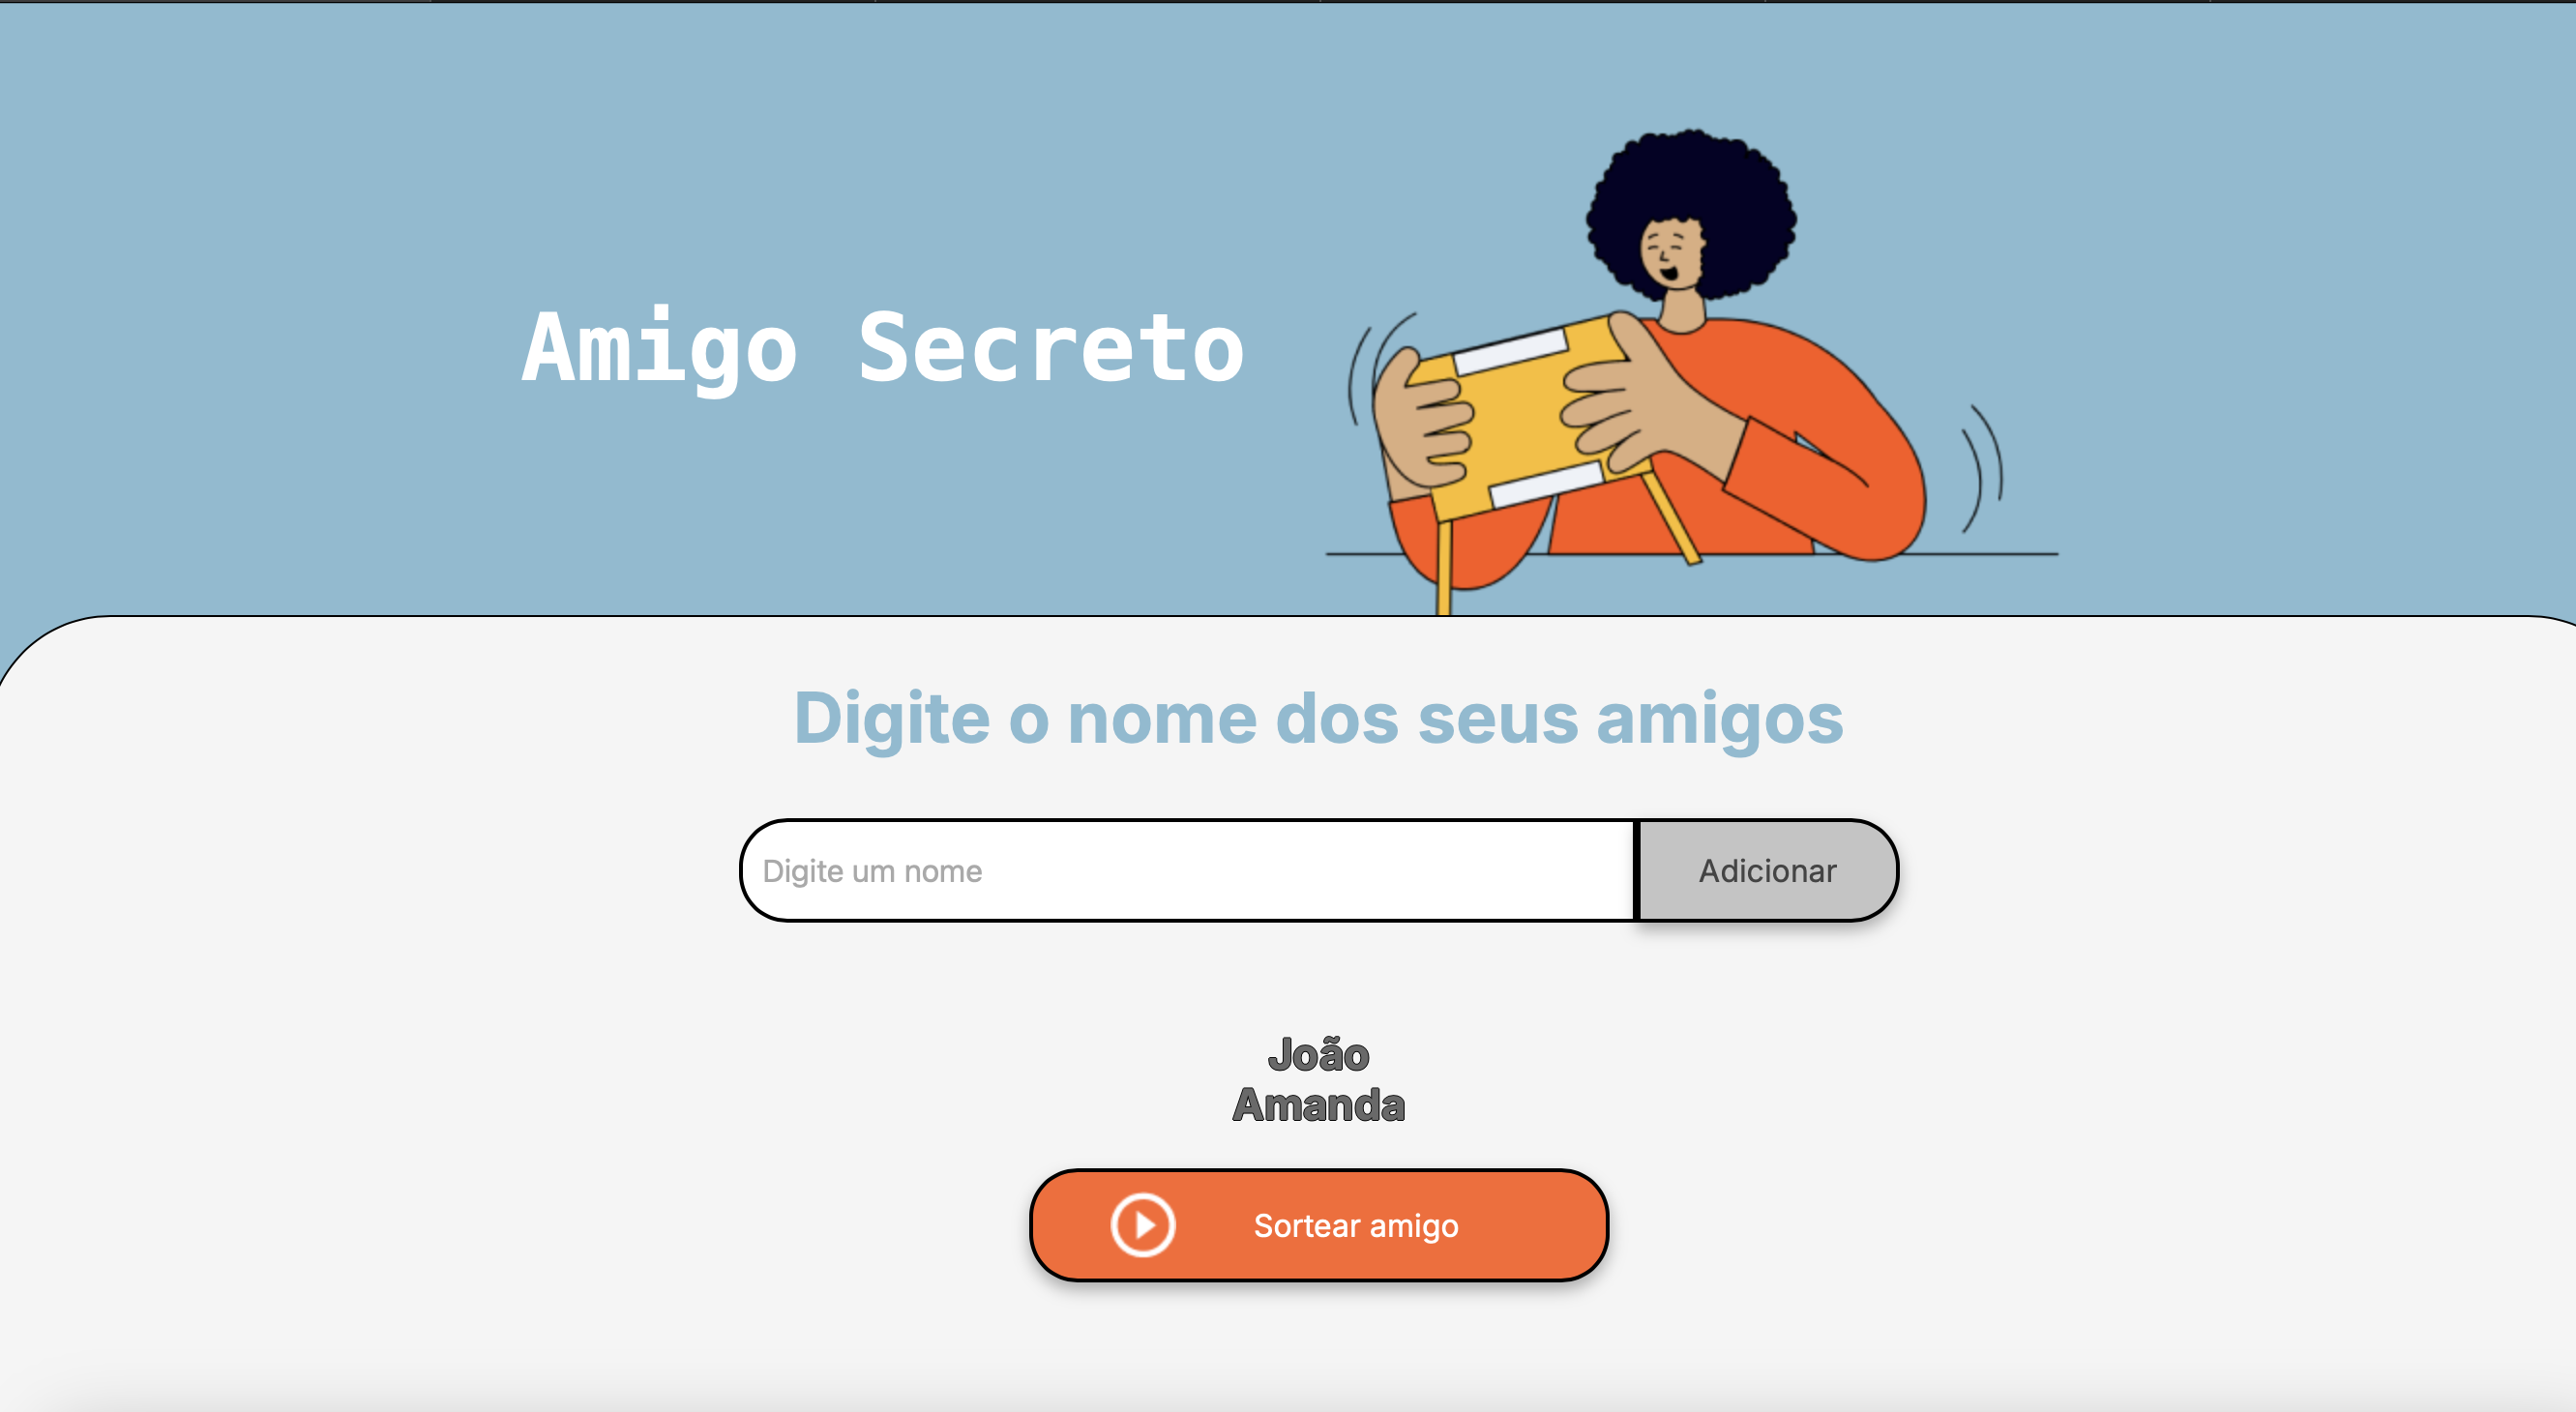 Amigo Secreto
Digite o nome dos seus amigos
Digite um nome
Adicionar
João
Amanda
Sortear amigo